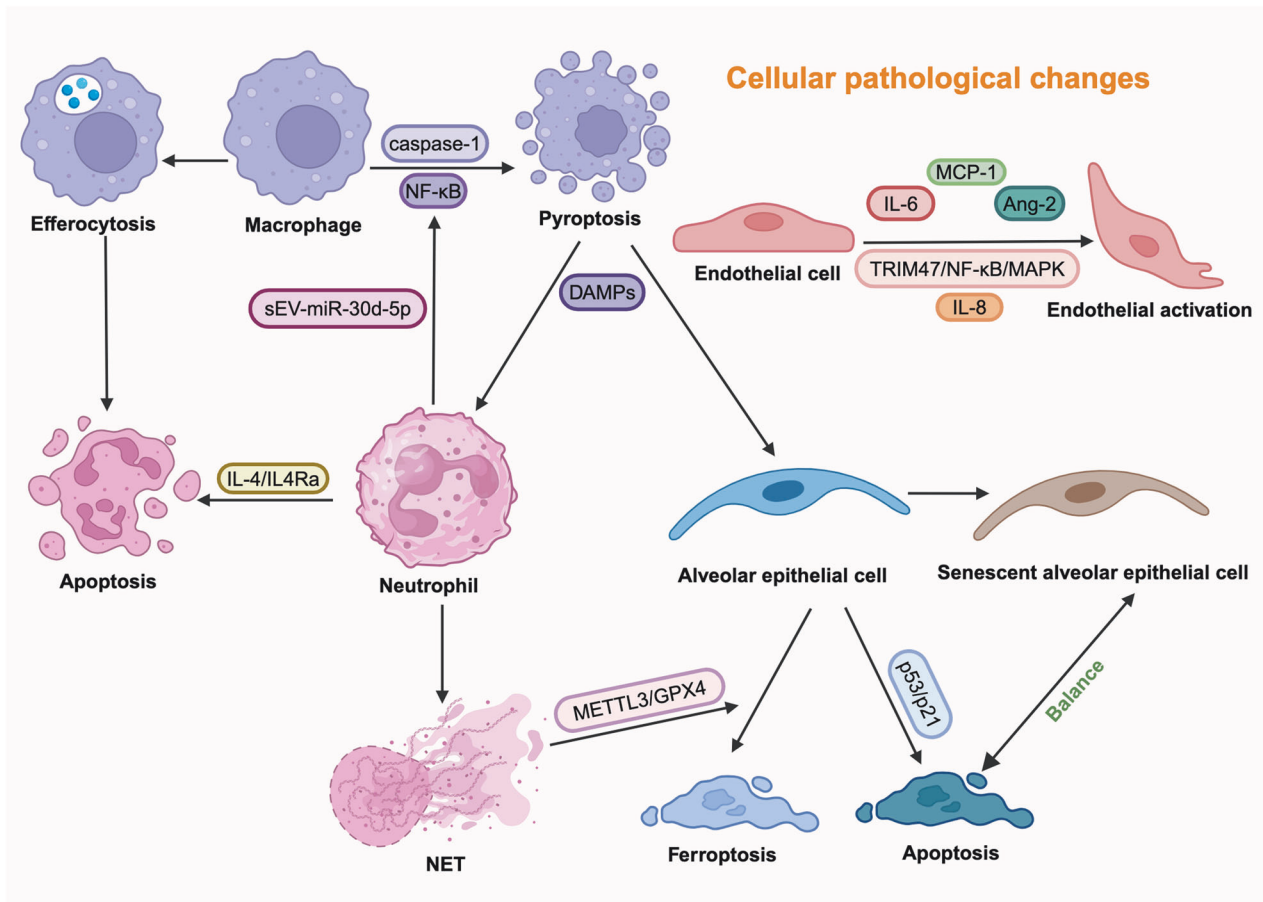 Cellular pathological changes
caspase-1
NF-κB
Efferocytosis
Macrophage
Pyroptosis
MCP-1
IL-6
Ang-2
TRIM47/NF-κB/MAPK
IL-8
Endothelial cell
Endothelial activation
sEV-miR-30d-5p
DAMPs
IL-4/IL4Ra
Apoptosis
Neutrophil
Alveolar epithelial cell
Senescent alveolar epithelial cell
METTL3/GPX4
p53/p21
Balance
NET
Ferroptosis
Apoptosis